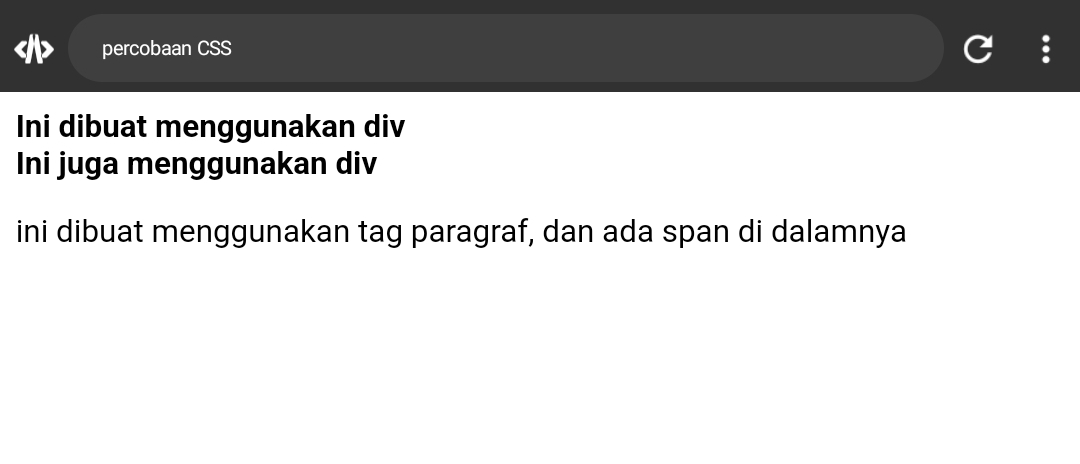 percobaan CSS
Ini dibuat menggunakan div
Ini juga menggunakan div
ini dibuat menggunakan tag paragraf, dan ada span di dalamnya